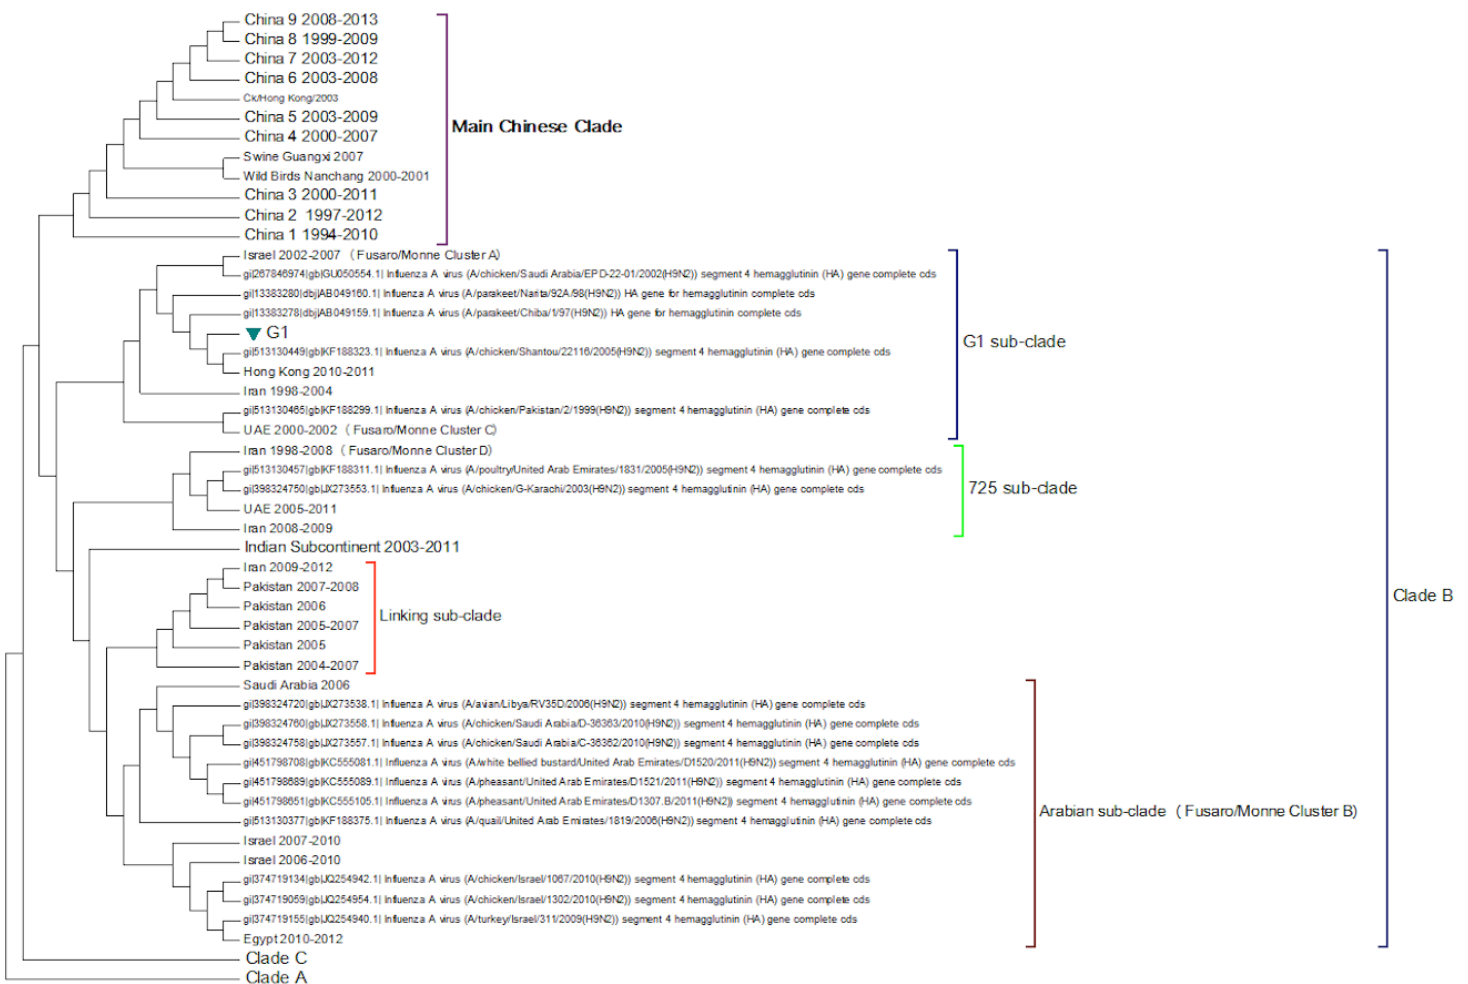 China 9 2008-2013
China 8 1999-2009
China 7 2003-2012
China 6 2003-2008
Ck/Hong Kong/2003
China 5 2003-2009
China 4 2000-2007
Main Chinese Clade
Swine Guangxi 2007
Wild Birds Nanchang 2000-2001
China 3 2000-2011
China 2 1997-2012
China 1 1994-2010
Israel 2002-2007 ( Fusaro/Monne Cluster A)
gi|267846974|gb|GU050554.1| Influenza A virus (A/chicken/Saudi Arabia/EPD-22-01/2002(H9N2)) segment 4 hemagglutinin (HA) gene complete cds
gi|13383280|dbj|AB049160.1| Influenza A virus (A/parakeet/Narita/92A/98(H9N2)) HA gene for hemagglutinin complete cds
gi|13383278|dbj|AB049159.1| Influenza A virus (A/parakeet/Chiba/1/97(H9N2)) HA gene for hemagglutinin complete cds
G1
G1 sub-clade
gi|513130449|gb|KF188323.1| Influenza A virus (A/chicken/Shantou/22116/2005(H9N2)) segment 4 hemagglutinin (HA) gene complete cds
Hong Kong 2010-2011
Iran 1998-2004
gi|513130465|gb|KF188299.1| Influenza A virus (A/chicken/Pakistan/2/1999(H9N2)) segment 4 hemagglutinin (HA) gene complete cds
UAE 2000-2002 ( Fusaro/Monne Cluster C)
Iran 1998-2008 ( Fusaro/Monne Cluster D)
gi|513130457|gb|KF188311.1| Influenza A virus (A/poultry/United Arab Emirates/1831/2005(H9N2)) segment 4 hemagglutinin (HA) gene complete cds
gi|398324750|gb|JX273553.1| Influenza A virus (A/chicken/G-Karachi/2003(H9N2)) segment 4 hemagglutinin (HA) gene complete cds
725 sub-clade
UAE 2005-2011
Iran 2008-2009
Indian Subcontinent 2003-2011
Iran 2009-2012
Pakistan 2007-2008
Clade B
Pakistan 2006
Linking sub-clade
Pakistan 2005-2007
Pakistan 2005
Pakistan 2004-2007
Saudi Arabia 2006
gi|398324720|gb|JX273538.1| Influenza A virus (A/avian/Libya/RV35D/2006(H9N2)) segment 4 hemagglutinin (HA) gene complete cds
gi|398324760|gb|JX273558.1| Influenza A virus (A/chicken/Saudi Arabia/D-36363/2010(H9N2)) segment 4 hemagglutinin (HA) gene complete cds
gi|398324758|gb|JX273557.1| Influenza A virus (A/chicken/Saudi Arabia/C-36362/2010(H9N2)) segment 4 hemagglutinin (HA) gene complete cds
gi|451798708|gb|KC555081.1| Influenza A virus (A/white bellied bustard/United Arab Emirates/D1520/2011(H9N2)) segment 4 hemagglutinin (HA) gene complete cds
gi|451798689|gb|KC555089.1| Influenza A virus (A/pheasant/United Arab Emirates/D1521/2011(H9N2)) segment 4 hemagglutinin (HA) gene complete cds
gi|451798651|gb|KC555105.1| Influenza A virus (A/pheasant/United Arab Emirates/D1307.B/2011(H9N2)) segment 4 hemagglutinin (HA) gene complete cds
Arabian sub-clade ( Fusaro/Monne Cluster B)
gi|513130377|gb|KF188375.1| Influenza A virus (A/quail/United Arab Emirates/1819/2006(H9N2)) segment 4 hemagglutinin (HA) gene complete cds
Israel 2007-2010
Israel 2006-2010
gi|374719134|gb|JQ254942.1| Influenza A virus (A/chicken/Israel/1067/2010(H9N2)) segment 4 hemagglutinin (HA) gene complete cds
gi|374719059|gb|JQ254954.1| Influenza A virus (A/chicken/Israel/1302/2010(H9N2)) segment 4 hemagglutinin (HA) gene complete cds
gi|374719155|gb|JQ254940.1| Influenza A virus (A/turkey/Israel/311/2009(H9N2)) segment 4 hemagglutinin (HA) gene complete cds
Egypt 2010-2012
Clade C
Clade A